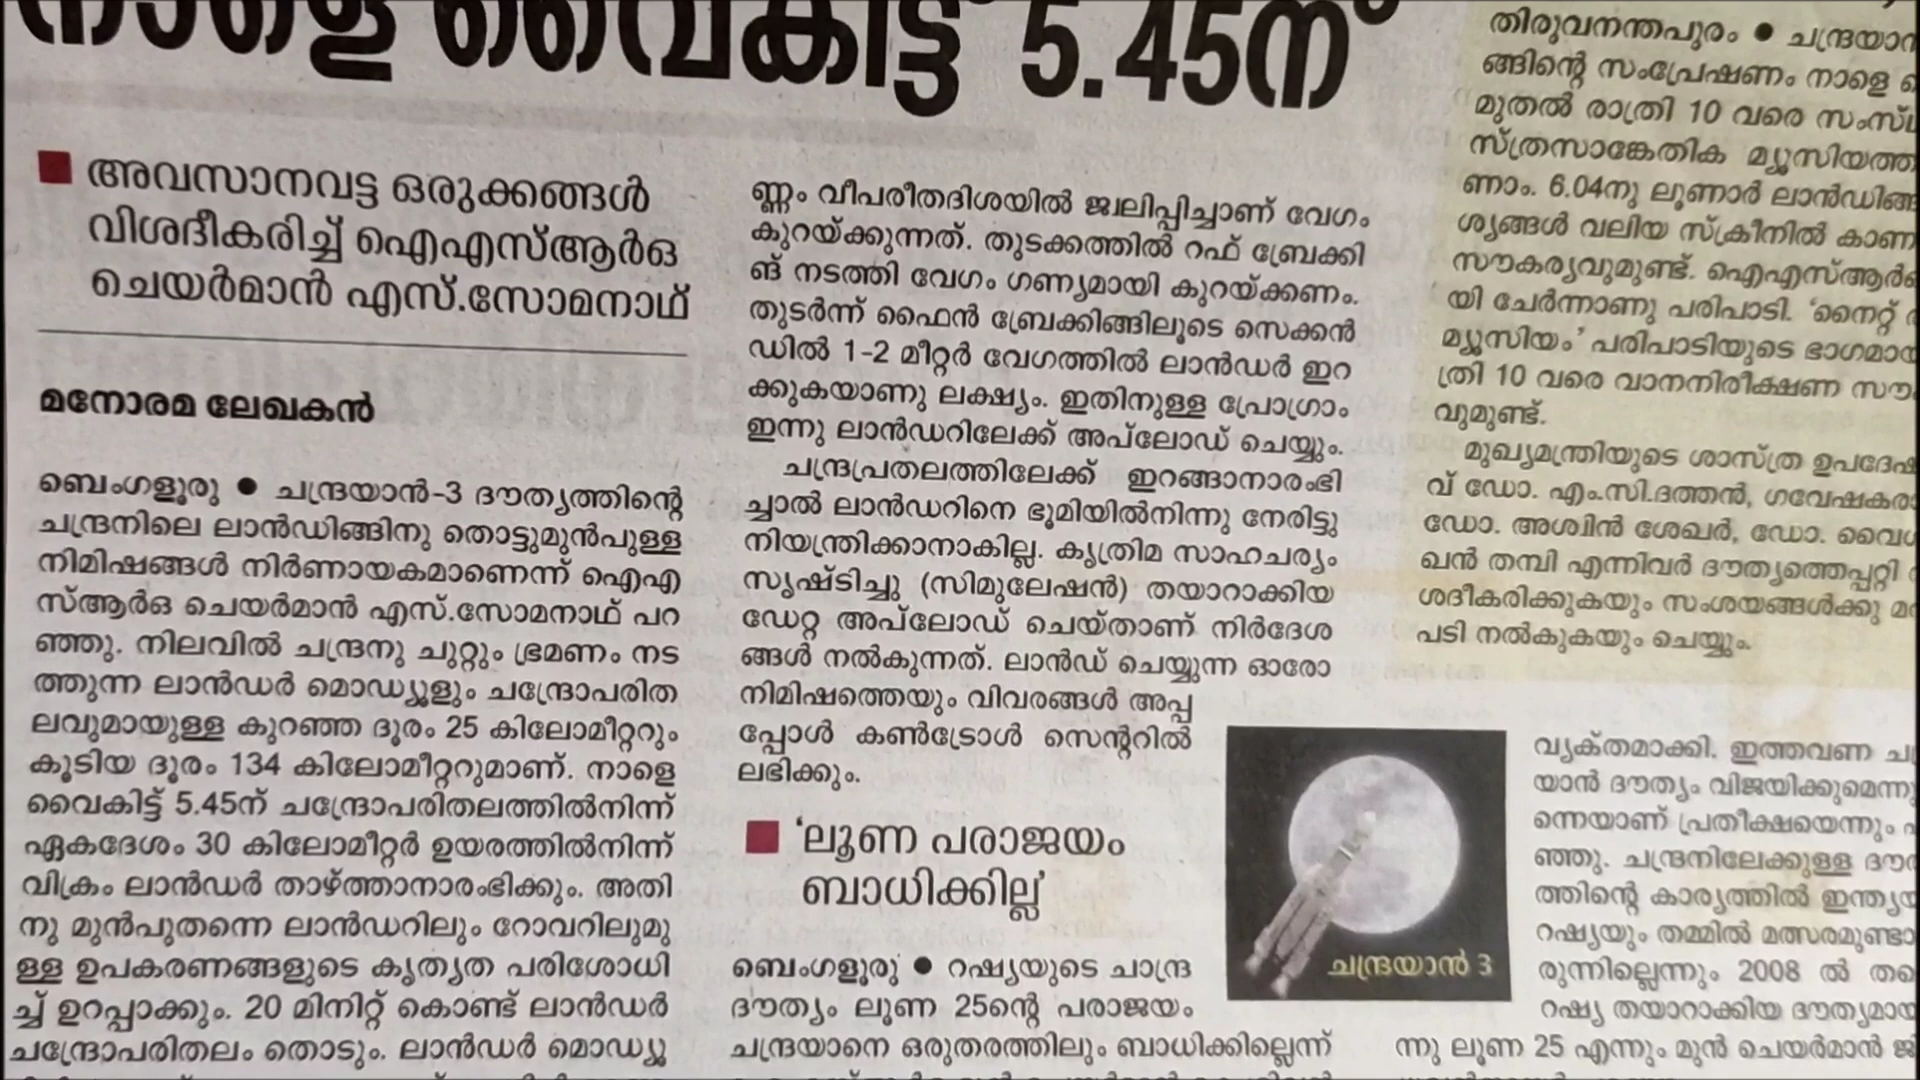 നാളെ വൈകിട്ട് 5.45ന്
അവസാനവട്ട ഒരുക്കങ്ങൾ
വിശദീകരിച്ച് ഐഎസ്ആർഒ
ചെയർമാൻ എസ്.സോമനാഥ്
മനോരമ ലേഖകൻ
ബെംഗളൂരു ● ചന്ദ്രയാൻ-3 ദൗത്യത്തിന്റെ
ചന്ദ്രനിലെ ലാൻഡിങ്ങിനു തൊട്ടുമുൻപുള്ള
നിമിഷങ്ങൾ നിർണായകമാണെന്ന് ഐഎ
സ്ആർഒ ചെയർമാൻ എസ്.സോമനാഥ് പറ
ഞ്ഞു. നിലവിൽ ചന്ദ്രനു ചുറ്റും ഭ്രമണം നട
ത്തുന്ന ലാൻഡർ മൊഡ്യൂളും ചന്ദ്രോപരിത
ലവുമായുള്ള കുറഞ്ഞ ദൂരം 25 കിലോമീറ്ററും
കൂടിയ ദൂരം 134 കിലോമീറ്ററുമാണ്. നാളെ
വൈകിട്ട് 5.45ന് ചന്ദ്രോപരിതലത്തിൽനിന്ന്
ഏകദേശം 30 കിലോമീറ്റർ ഉയരത്തിൽനിന്ന്
വിക്രം ലാൻഡർ താഴ്ത്താനാരംഭിക്കും. അതി
നു മുൻപുതന്നെ ലാൻഡറിലും റോവറിലുമു
ള്ള ഉപകരണങ്ങളുടെ കൃത്യത പരിശോധി
ച്ച് ഉറപ്പാക്കും. 20 മിനിറ്റ് കൊണ്ട് ലാൻഡർ
ചന്ദ്രോപരിതലം തൊടും. ലാൻഡർ മൊഡ്യൂ
ണ്ണം വീപരീതദിശയിൽ ജ്വലിപ്പിച്ചാണ് വേഗം
കുറയ്ക്കുന്നത്. തുടക്കത്തിൽ റഫ് ബ്രേക്കി
ങ് നടത്തി വേഗം ഗണ്യമായി കുറയ്ക്കണം.
തുടർന്ന് ഫൈൻ ബ്രേക്കിങ്ങിലൂടെ സെക്കൻ
ഡിൽ 1-2 മീറ്റർ വേഗത്തിൽ ലാൻഡർ ഇറ
ക്കുകയാണു ലക്ഷ്യം. ഇതിനുള്ള പ്രോഗ്രാം
ഇന്നു ലാൻഡറിലേക്ക് അപ്‌ലോഡ് ചെയ്യും.
ചന്ദ്രപ്രതലത്തിലേക്ക് ഇറങ്ങാനാരംഭി
ച്ചാൽ ലാൻഡറിനെ ഭൂമിയിൽനിന്നു നേരിട്ടു
നിയന്ത്രിക്കാനാകില്ല. കൃത്രിമ സാഹചര്യം
സൃഷ്ടിച്ചു (സിമുലേഷൻ) തയാറാക്കിയ
ഡേറ്റ അപ്‌ലോഡ് ചെയ്താണ് നിർദേശ
ങ്ങൾ നൽകുന്നത്. ലാൻഡ് ചെയ്യുന്ന ഓരോ
നിമിഷത്തെയും വിവരങ്ങൾ അപ്പ
പ്പോൾ കൺട്രോൾ സെന്ററിൽ
ലഭിക്കും.
‘ലൂണ പരാജയം
ബാധിക്കില്ല’
ബെംഗളൂരു ● റഷ്യയുടെ ചാന്ദ്ര
ദൗത്യം ലൂണ 25ന്റെ പരാജയം
ചന്ദ്രയാനെ ഒരുതരത്തിലും ബാധിക്കില്ലെന്ന്
ചന്ദ്രയാൻ 3
തിരുവനന്തപുരം ● ചന്ദ്രയാൻ
ങ്ങിന്റെ സംപ്രേഷണം നാളെ
മുതൽ രാത്രി 10 വരെ സംസ്ഥ
സ്ത്രസാങ്കേതിക മ്യൂസിയത്ത
ണാം. 6.04നു ലൂണാർ ലാൻഡിങ്ങ
ശ്യങ്ങൾ വലിയ സ്ക്രീനിൽ കാണ
സൗകര്യവുമുണ്ട്. ഐഎസ്ആർഒ
യി ചേർന്നാണു പരിപാടി. ‘നൈറ്റ്
മ്യൂസിയം’ പരിപാടിയുടെ ഭാഗമായ
ത്രി 10 വരെ വാനനിരീക്ഷണ സൗക
വുമുണ്ട്.
മുഖ്യമന്ത്രിയുടെ ശാസ്ത്ര ഉപദേഷ
വ് ഡോ. എം.സി.ദത്തൻ, ഗവേഷകരാ
ഡോ. അശ്വിൻ ശേഖർ, ഡോ. വൈശ
ഖൻ തമ്പി എന്നിവർ ദൗത്യത്തെപ്പറ്റി
ശദീകരിക്കുകയും സംശയങ്ങൾക്കു മറ
പടി നൽകുകയും ചെയ്യും.
വ്യക്തമാക്കി. ഇത്തവണ ച
യാൻ ദൗത്യം വിജയിക്കുമെന്നു
ന്നെയാണ് പ്രതീക്ഷയെന്നും
ഞ്ഞു. ചന്ദ്രനിലേക്കുള്ള ദൗ
ത്തിന്റെ കാര്യത്തിൽ ഇന്ത്യയ
റഷ്യയും തമ്മിൽ മത്സരമുണ്ടാ
രുന്നില്ലെന്നും 2008 ൽ തയ
റഷ്യ തയാറാക്കിയ ദൗത്യമായ
ന്നു ലൂണ 25 എന്നും മുൻ ചെയർമാൻ ജ